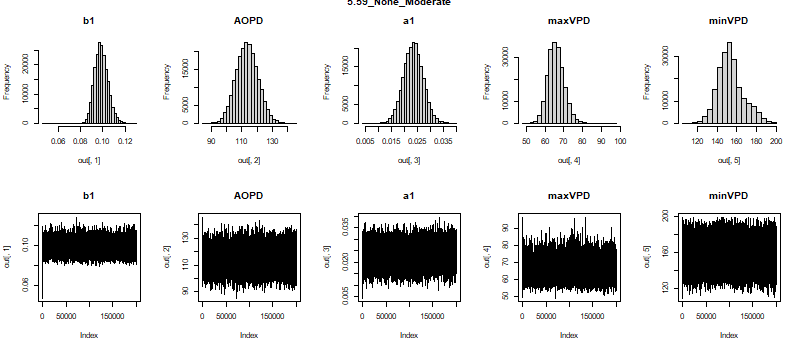 5.59_None_Moderate
b1 AOPD a1 maxVPD minVPD
Frequency 0 10000 25000
0.06 0.08 0.10 0.12
out[, 1]
Frequency 0 5000 15000
90 110 130
out[, 2]
Frequency 0 5000 15000
0.005 0.015 0.025 0.035
out[, 3]
Frequency 0 10000 30000
50 60 70 80 90 100
out[, 4]
Frequency 0 10000 30000
120 140 160 180 200
out[, 5]
b1 AOPD a1 maxVPD minVPD
out[, 1] 0.06 0.10
0 50000 150000
Index
out[, 2] 90 110 130
0 50000 150000
Index
out[, 3] 0.005 0.020 0.035
0 50000 150000
Index
out[, 4] 50 60 70 80 90
0 50000 150000
Index
out[, 5] 120 160 200
0 50000 150000
Index